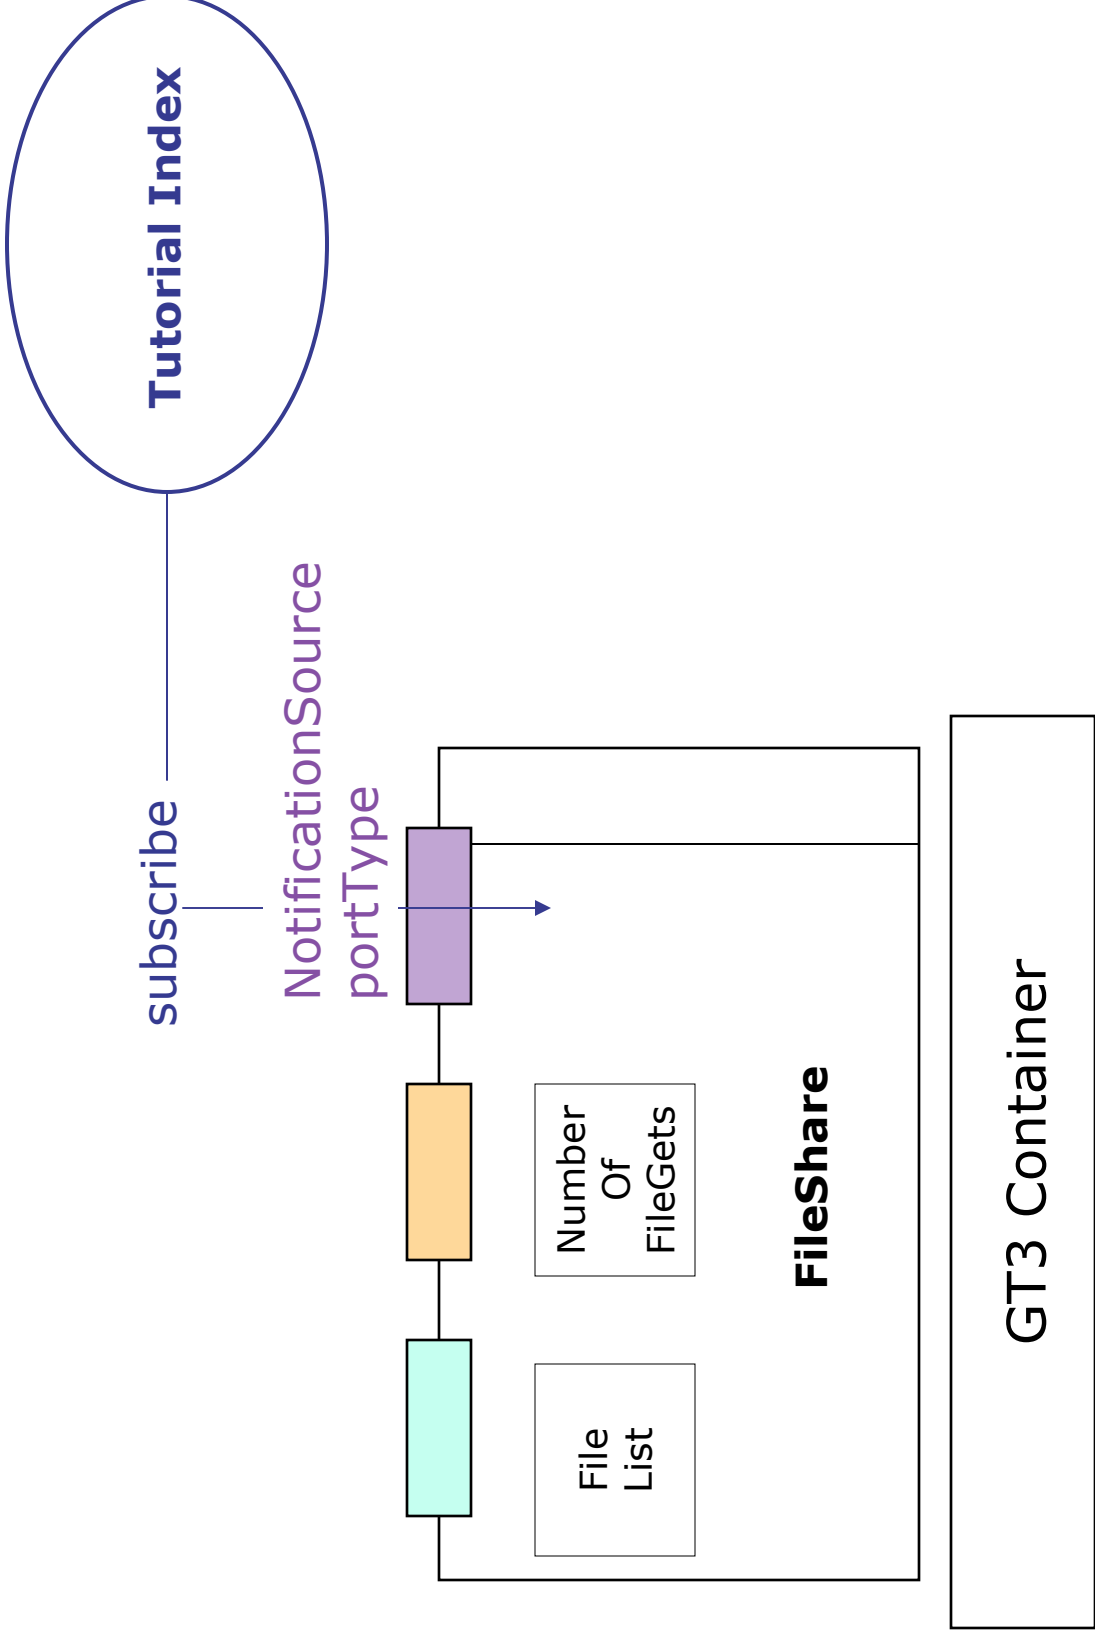 Tutorial Index
subscribe
NotificationSource
portType
File
List
Number
Of
FileGets
FileShare
GT3 Container